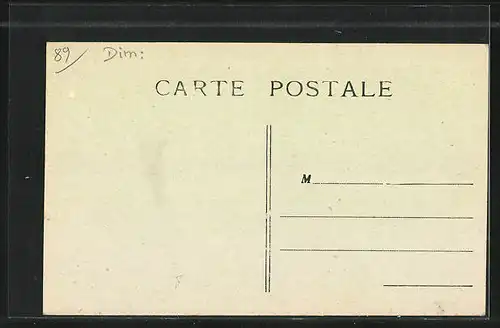 89/ Dim:
CARTE POSTALE
M